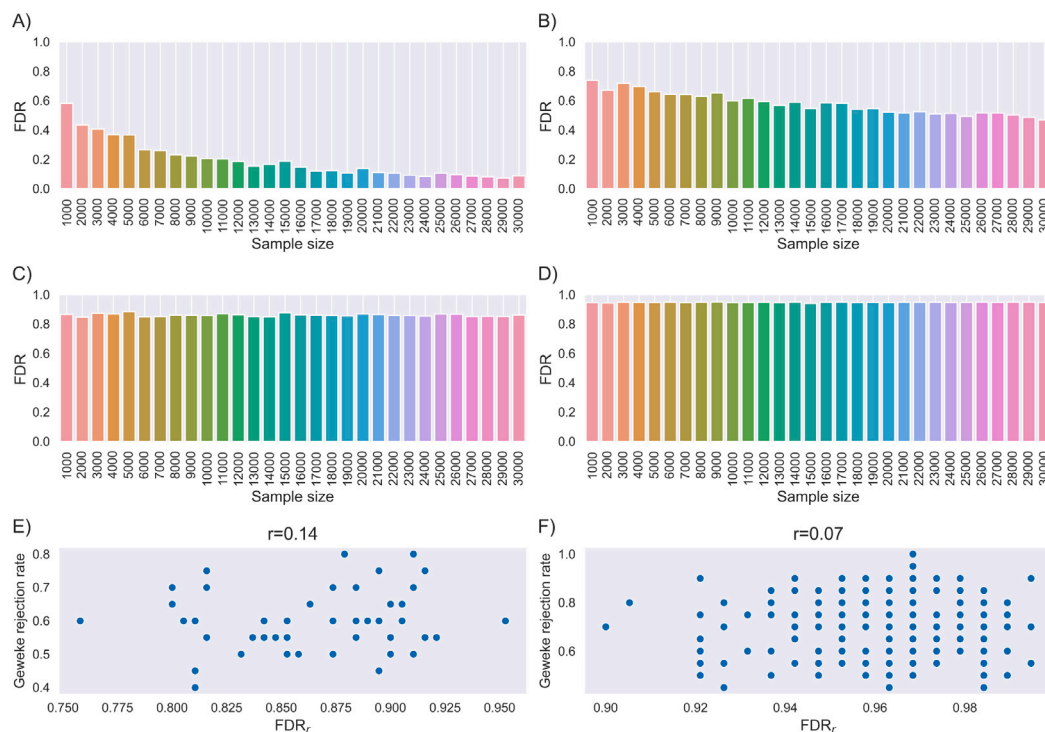 A)
1.0
0.8
0.6
0.4
0.2
0.0
FDR
1000 2000 3000 4000 5000 6000 7000 8000 9000 10000 11000 12000 13000 14000 15000 16000 17000 18000 19000 20000 21000 22000 23000 24000 25000 26000 27000 28000 29000 30000
Sample size
B)
1.0
0.8
0.6
0.4
0.2
0.0
FDR
1000 2000 3000 4000 5000 6000 7000 8000 9000 10000 11000 12000 13000 14000 15000 16000 17000 18000 19000 20000 21000 22000 23000 24000 25000 26000 27000 28000 29000 30000
Sample size
C)
1.0
0.8
0.6
0.4
0.2
0.0
FDR
1000 2000 3000 4000 5000 6000 7000 8000 9000 10000 11000 12000 13000 14000 15000 16000 17000 18000 19000 20000 21000 22000 23000 24000 25000 26000 27000 28000 29000 30000
Sample size
D)
1.0
0.8
0.6
0.4
0.2
0.0
FDR
1000 2000 3000 4000 5000 6000 7000 8000 9000 10000 11000 12000 13000 14000 15000 16000 17000 18000 19000 20000 21000 22000 23000 24000 25000 26000 27000 28000 29000 30000
Sample size
E)
r=0.14
0.8
0.7
0.6
0.5
0.4
Geweke rejection rate
0.750 0.775 0.800 0.825 0.850 0.875 0.900 0.925 0.950
FDRr
F)
r=0.07
1.0
0.8
0.6
Geweke rejection rate
0.90 0.92 0.94 0.96 0.98
FDRr